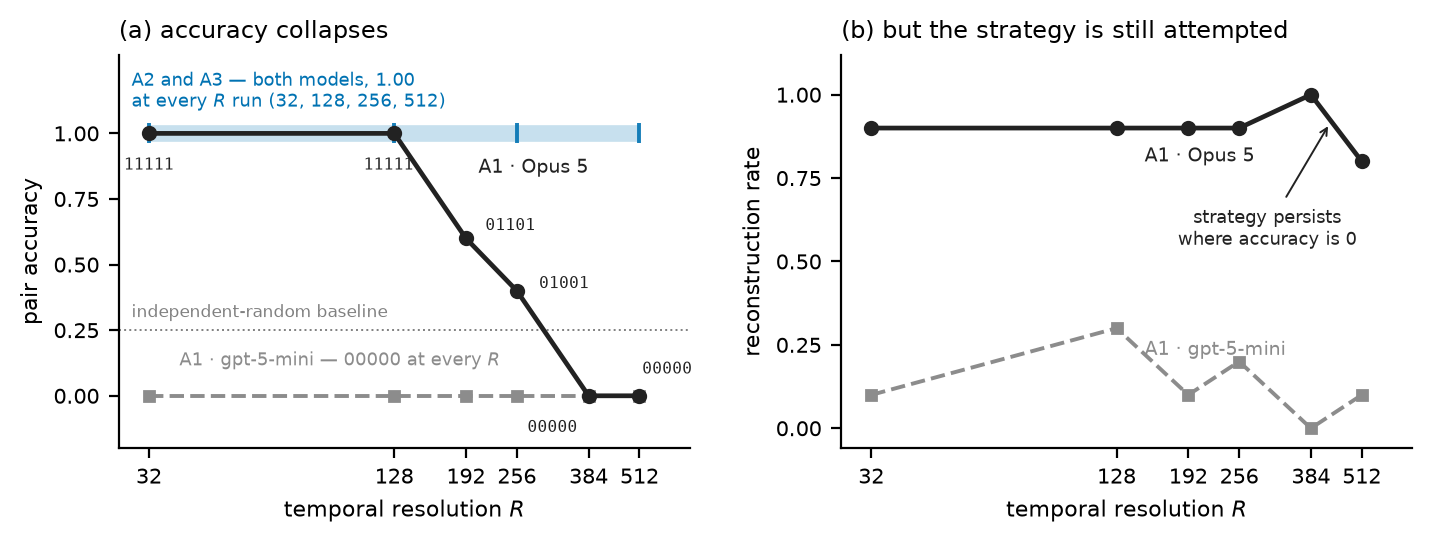 (a) accuracy collapses
A2 and A3 — both models, 1.00
at every R run (32, 128, 256, 512)
1.00
0.75
0.50
0.25
0.00
pair accuracy
11111
11111
A1 · Opus 5
01101
01001
independent-random baseline
A1 · gpt-5-mini — 00000 at every R
00000
00000
32
128
192
256
384
512
temporal resolution R
(b) but the strategy is still attempted
1.00
0.75
0.50
0.25
0.00
reconstruction rate
A1 · Opus 5
strategy persists
where accuracy is 0
A1 · gpt-5-mini
32
128
192
256
384
512
temporal resolution R